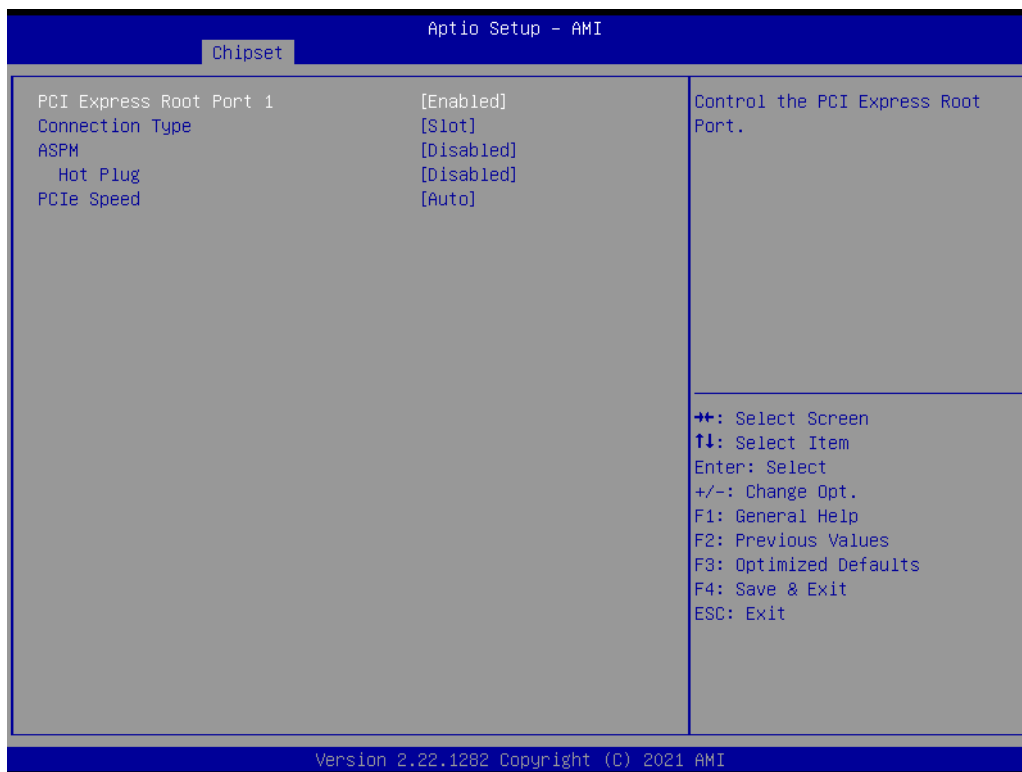 Aptio Setup – AMI
Chipset
PCI Express Root Port 1 [Enabled]
Connection Type [Slot]
ASPM [Disabled]
Hot Plug [Disabled]
PCIe Speed [Auto]
Control the PCI Express Root
Port.
→←: Select Screen
↑↓: Select Item
Enter: Select
+/-: Change Opt.
F1: General Help
F2: Previous Values
F3: Optimized Defaults
F4: Save & Exit
ESC: Exit
Version 2.22.1282 Copyright (C) 2021 AMI